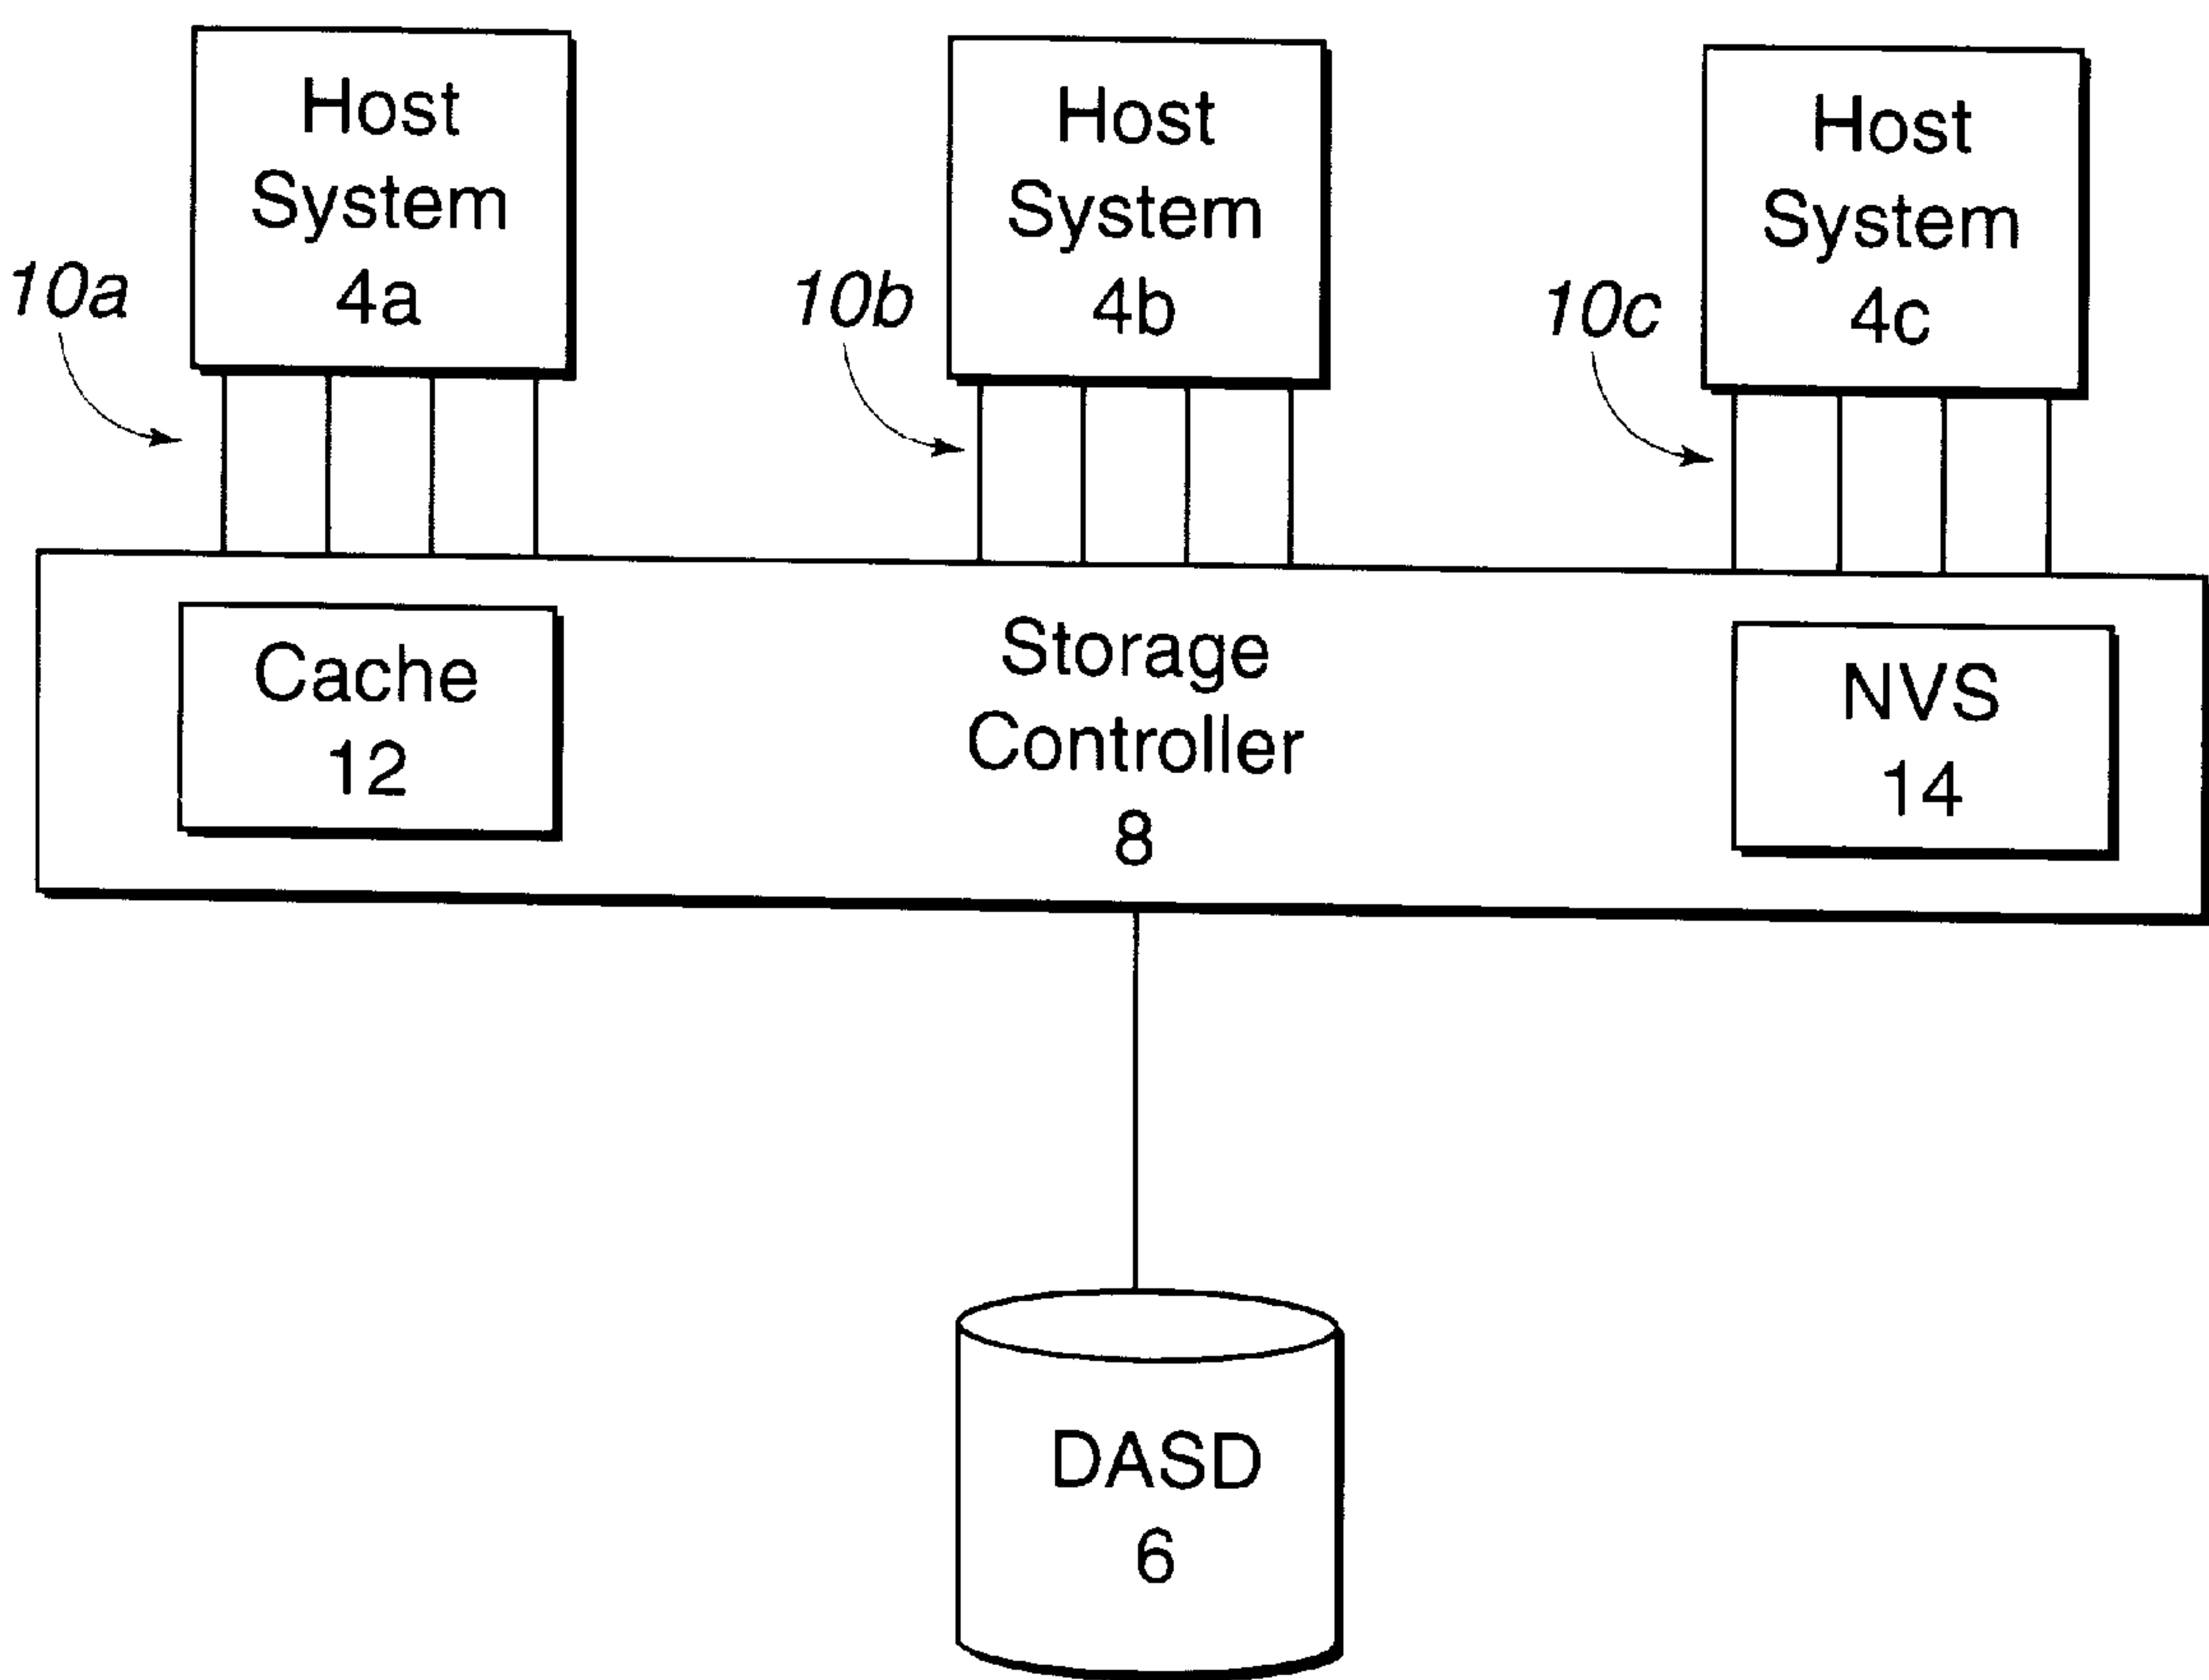 Host
System
4a
Host
System
4b
Host
System
4c
10a
10b
10c
Cache
12
Storage
Controller
8
NVS
14
DASD
6